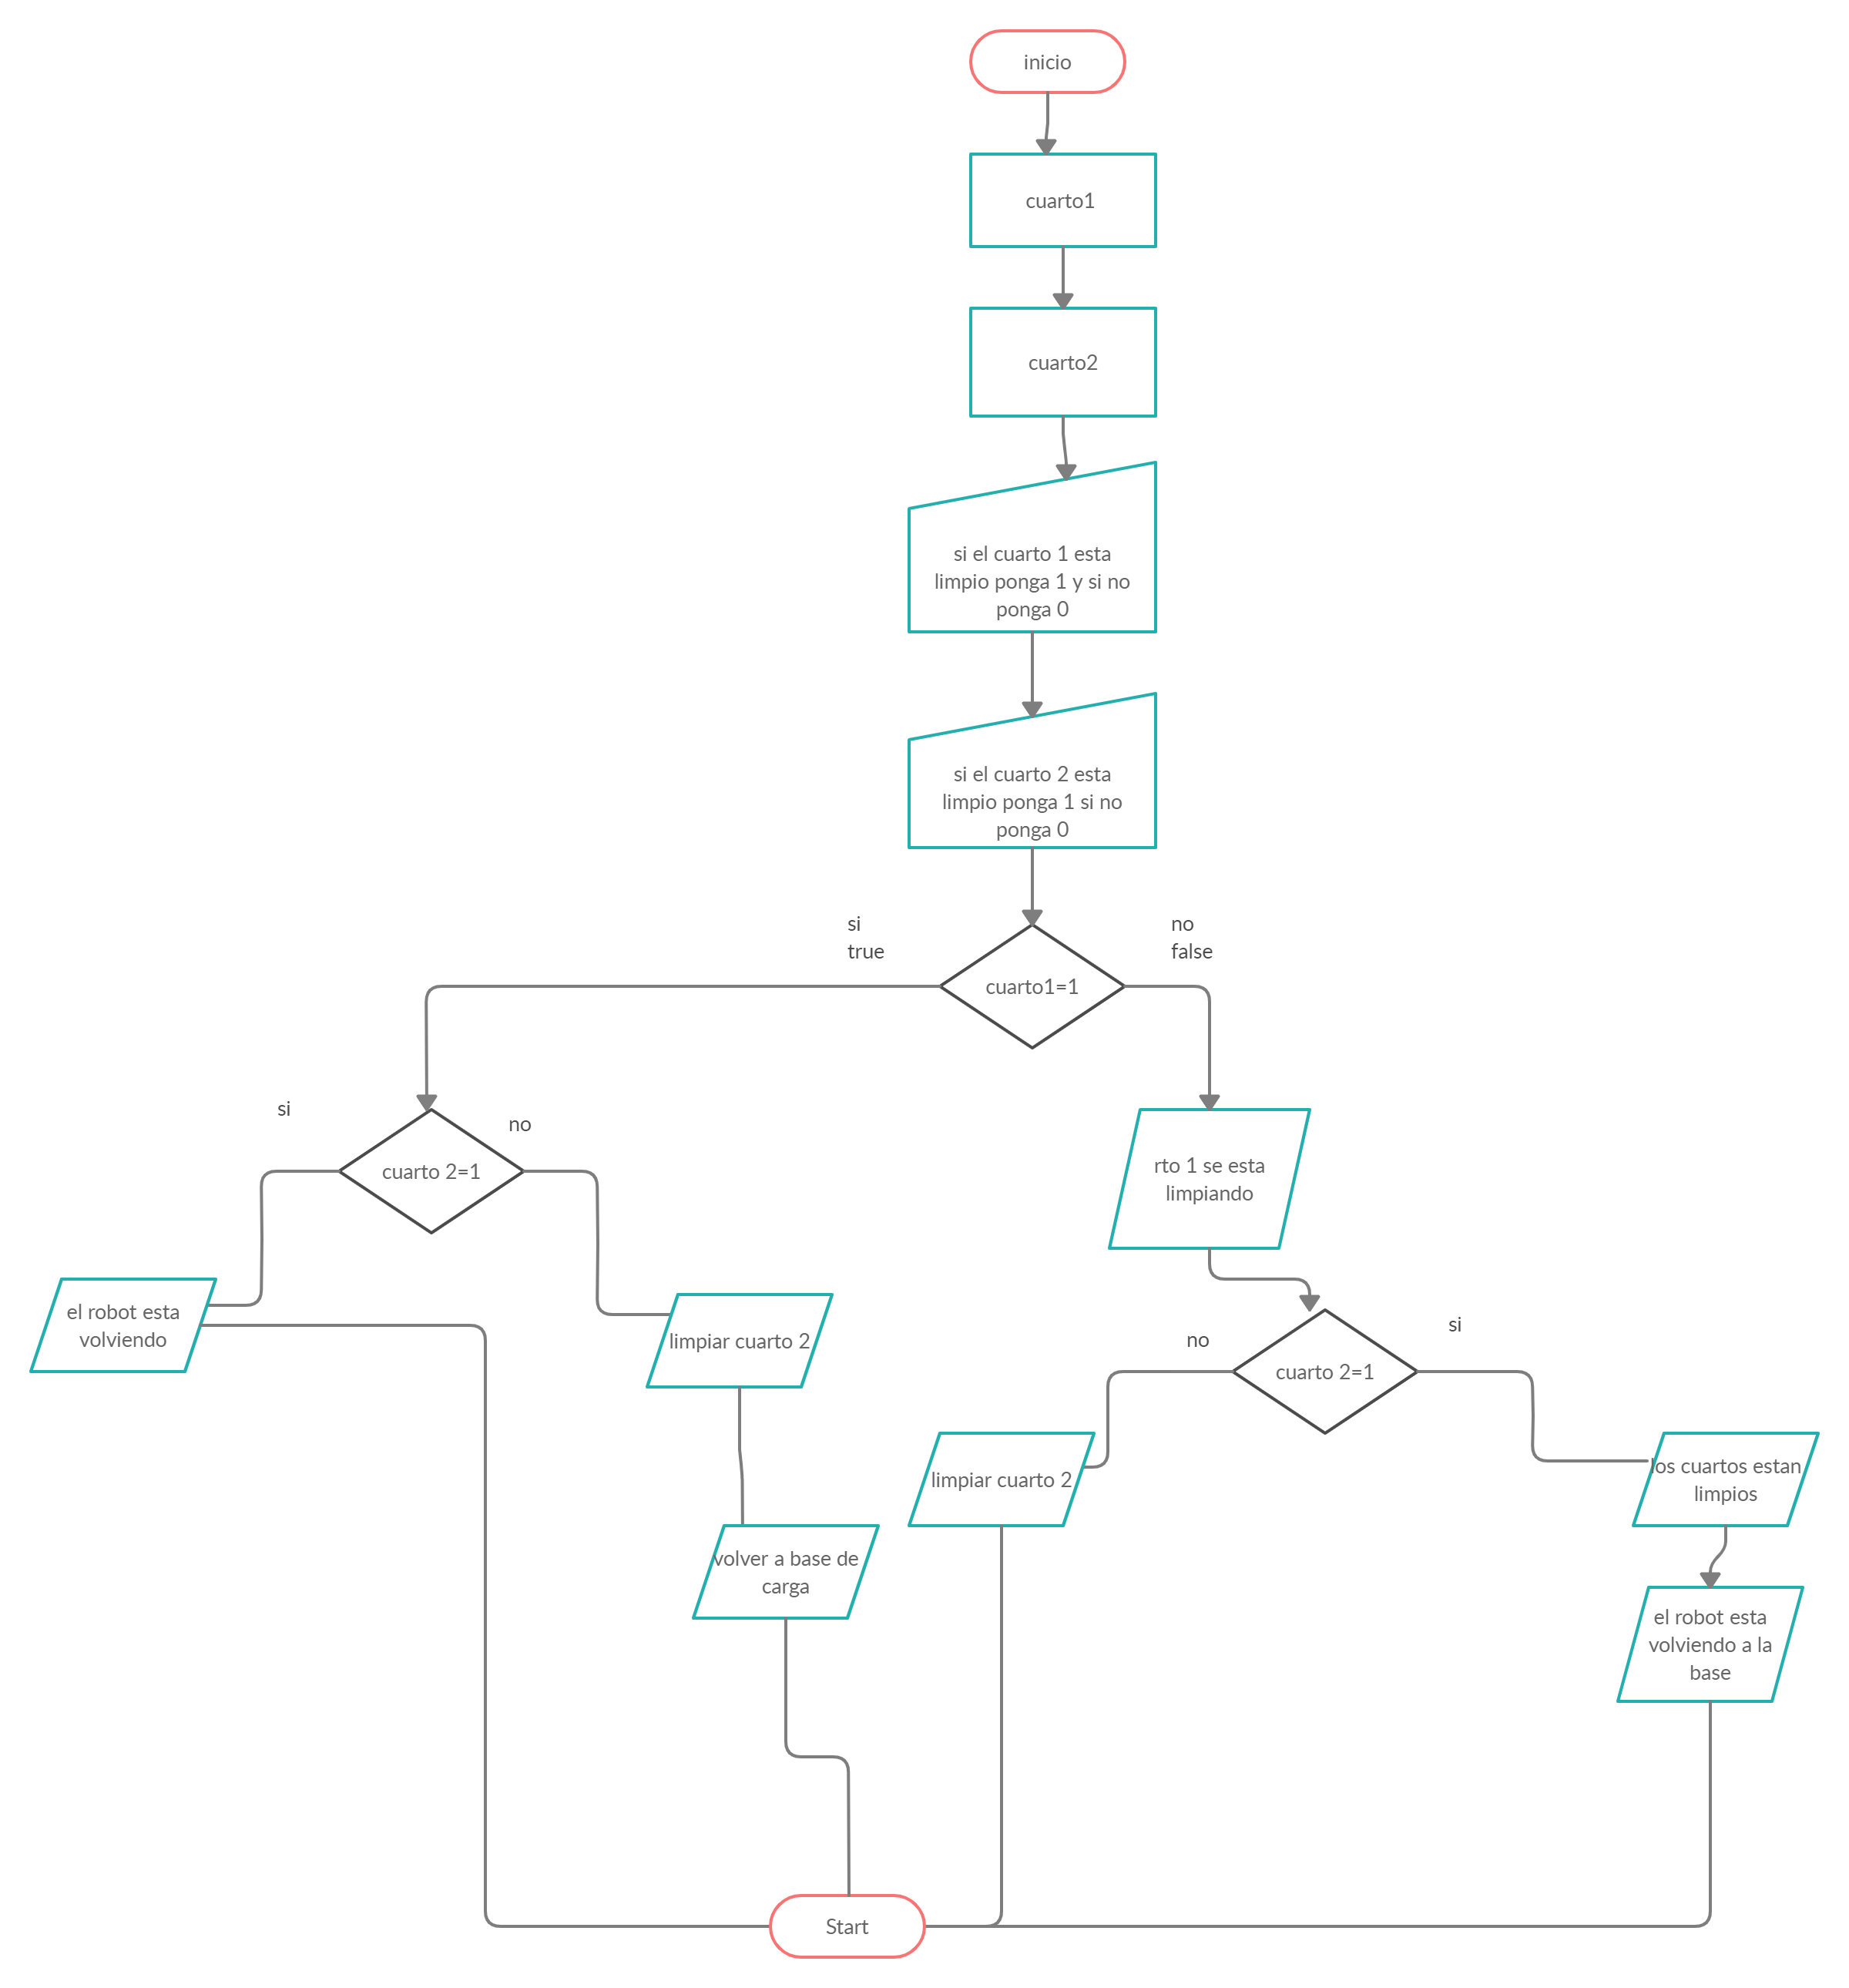 inicio
cuarto1
cuarto2
si el cuarto 1 esta
limpio ponga 1 y si no
ponga 0
si el cuarto 2 esta
limpio ponga 1 si no
ponga 0
si
true
no
false
cuarto1=1
si
no
cuarto 2=1
rto 1 se esta
limpiando
el robot esta
volviendo
limpiar cuarto 2
no
si
cuarto 2=1
limpiar cuarto 2
los cuartos estan
limpios
volver a base de
carga
el robot esta
volviendo a la
base
Start